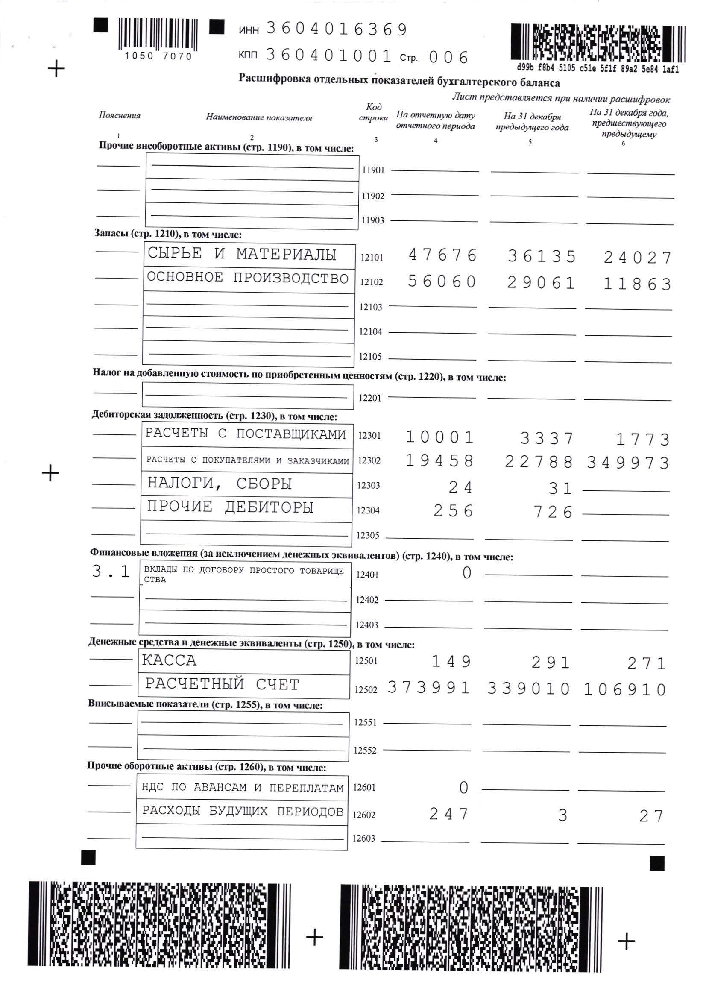 ИНН 3604016369
1050 7070
КПП 360401001 Стр. 006
d99b f8b4 5105 c51e 5f1f 89a2 5e84 1af1
Расшифровка отдельных показателей бухгалтерского баланса
Лист представляется при наличии расшифровок
Пояснения Наименование показателя Код строки На отчетную дату отчетного периода На 31 декабря предыдущего года На 31 декабря года, предшествующего предыдущему
1 2 3 4 5 6
Прочие внеоборотные активы (стр. 1190), в том числе:
11901
11902
11903
Запасы (стр. 1210), в том числе:
СЫРЬЕ И МАТЕРИАЛЫ 12101 47676 36135 24027
ОСНОВНОЕ ПРОИЗВОДСТВО 12102 56060 29061 11863
12103
12104
12105
Налог на добавленную стоимость по приобретенным ценностям (стр. 1220), в том числе:
12201
Дебиторская задолженность (стр. 1230), в том числе:
РАСЧЕТЫ С ПОСТАВЩИКАМИ 12301 10001 3337 1773
РАСЧЕТЫ С ПОКУПАТЕЛЯМИ И ЗАКАЗЧИКАМИ 12302 19458 22788 349973
НАЛОГИ, СБОРЫ 12303 24 31
ПРОЧИЕ ДЕБИТОРЫ 12304 256 726
12305
Финансовые вложения (за исключением денежных эквивалентов) (стр. 1240), в том числе:
3.1 ВКЛАДЫ ПО ДОГОВОРУ ПРОСТОГО ТОВАРИЩЕ 12401 0
СТВА
12402
12403
Денежные средства и денежные эквиваленты (стр. 1250), в том числе:
КАССА 12501 149 291 271
РАСЧЕТНЫЙ СЧЕТ 12502 373991 339010 106910
Вписываемые показатели (стр. 1255), в том числе:
12551
12552
Прочие оборотные активы (стр. 1260), в том числе:
НДС ПО АВАНСАМ И ПЕРЕПЛАТАМ 12601 0
РАСХОДЫ БУДУЩИХ ПЕРИОДОВ 12602 247 3 27
12603